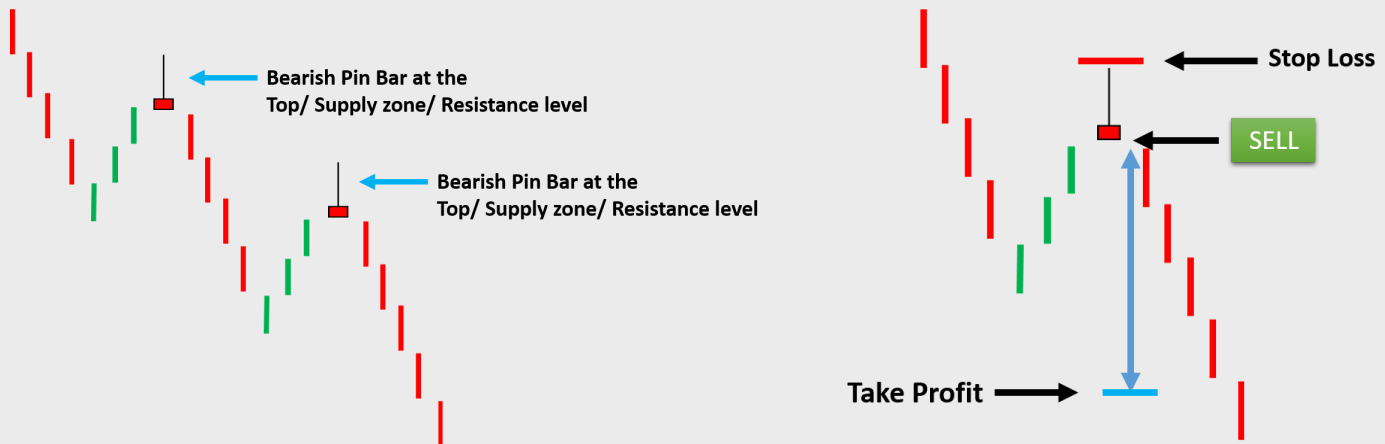 Bearish Pin Bar at the
Top/ Supply zone/ Resistance level
Bearish Pin Bar at the
Top/ Supply zone/ Resistance level
Stop Loss
SELL
Take Profit